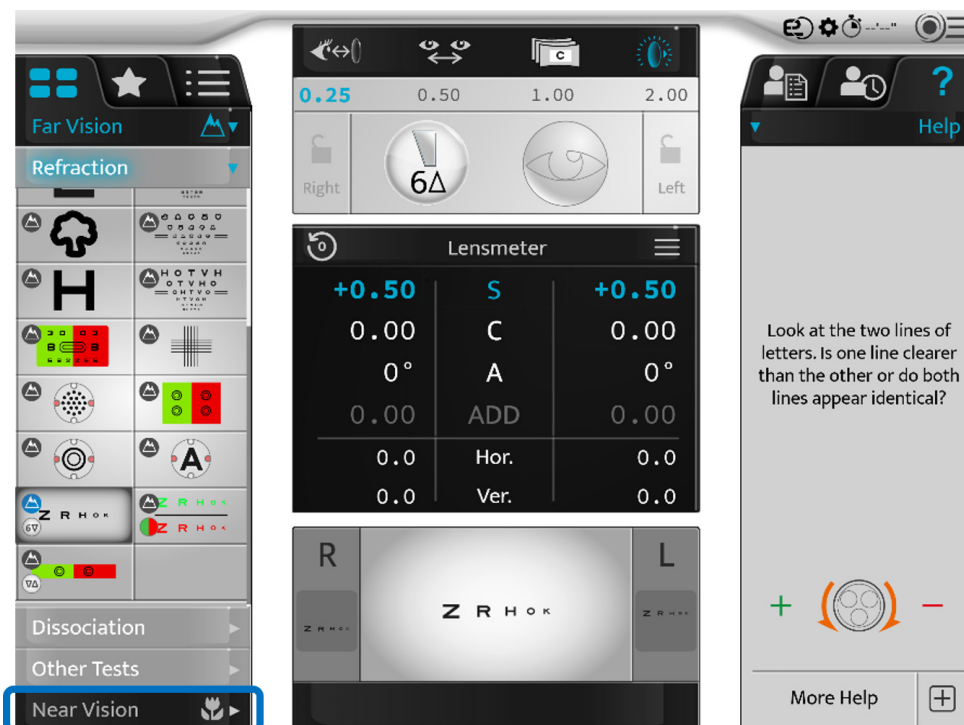 Far Vision
Refraction
H
H O T V H
O T V H O
O H T V O
B
A
Z R H O K
6∇
Z R H O K
Z R H O K
∇Δ
Dissociation
Other Tests
Near Vision
C
0.25 0.50 1.00 2.00
Right 6Δ Left
0 Lensmeter
+0.50 S +0.50
0.00 C 0.00
0° A 0°
0.00 ADD 0.00
0.0 Hor. 0.0
0.0 Ver. 0.0
R L
Z R H O K Z R H O K Z R H O K
--'--"
?
Help
Look at the two lines of
letters. Is one line clearer
than the other or do both
lines appear identical?
+ −
More Help +